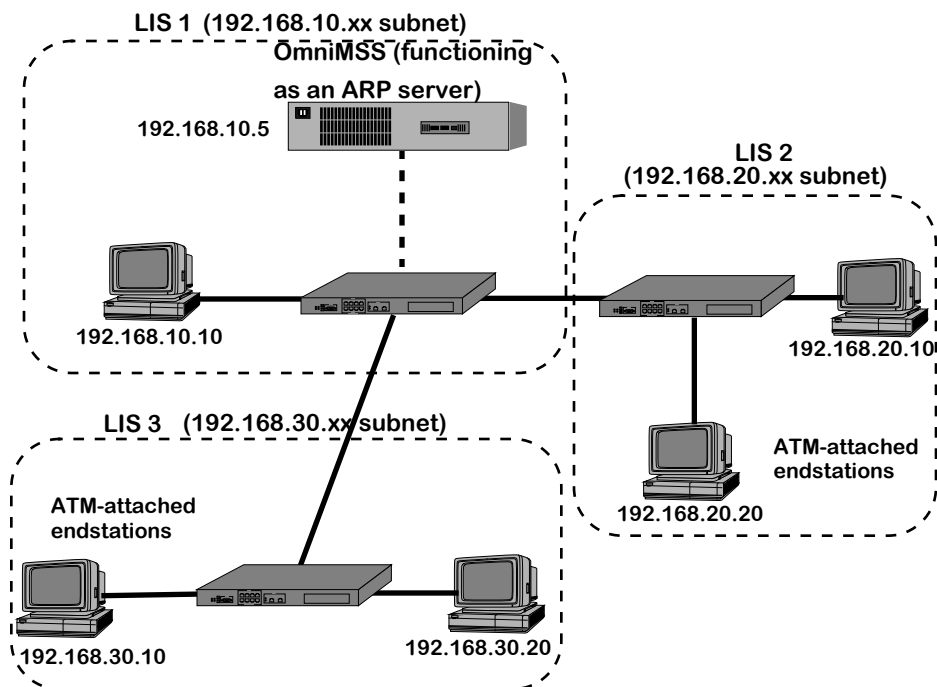 LIS 1 (192.168.10.xx subnet)
OmniMSS (functioning
as an ARP server)
192.168.10.5
LIS 2
(192.168.20.xx subnet)
192.168.10.10
192.168.20.10
LIS 3 (192.168.30.xx subnet)
ATM-attached
endstations
192.168.20.20
ATM-attached
endstations
192.168.30.10
192.168.30.20